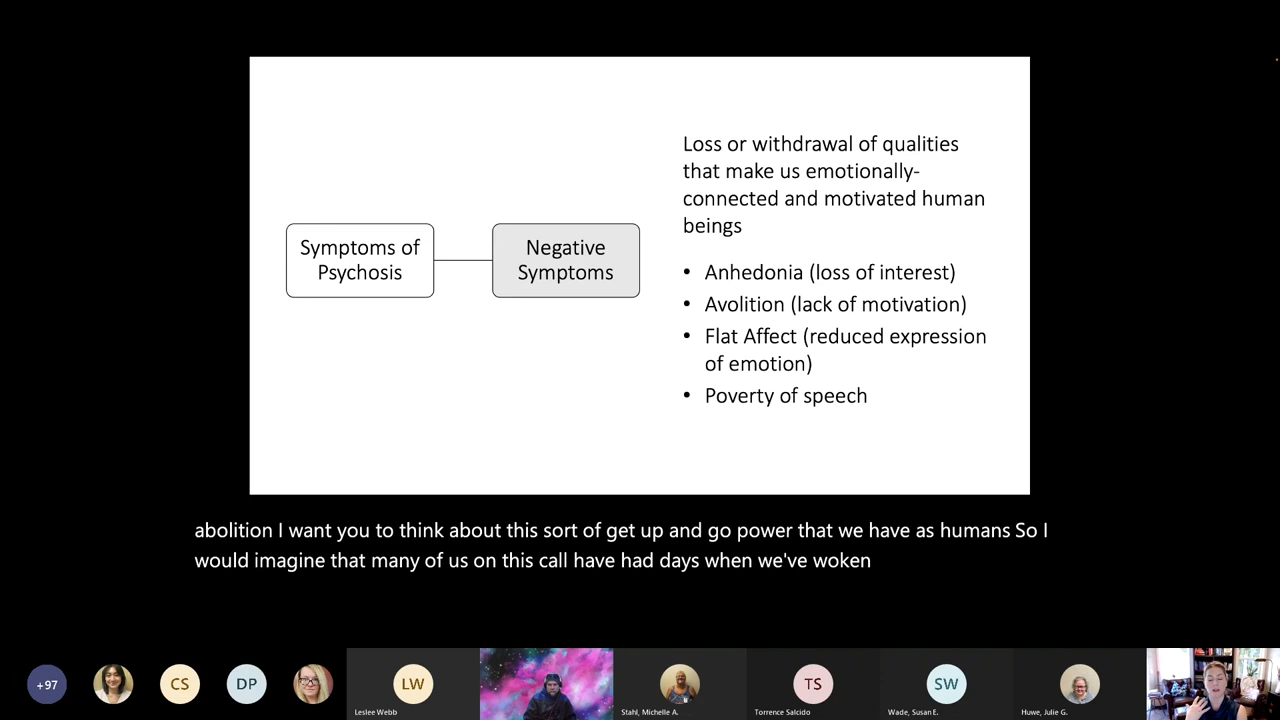 Symptoms of
Psychosis
Negative
Symptoms
Loss or withdrawal of qualities
that make us emotionally-
connected and motivated human
beings
• Anhedonia (loss of interest)
• Avolition (lack of motivation)
• Flat Affect (reduced expression
of emotion)
• Poverty of speech
abolition I want you to think about this sort of get up and go power that we have as humans So I
would imagine that many of us on this call have had days when we've woken
+97
CS
DP
LW
TS
SW
Leslee Webb
Stahl, Michelle A.
Torrence Salcido
Wade, Susan E.
Huwe, Julie G.